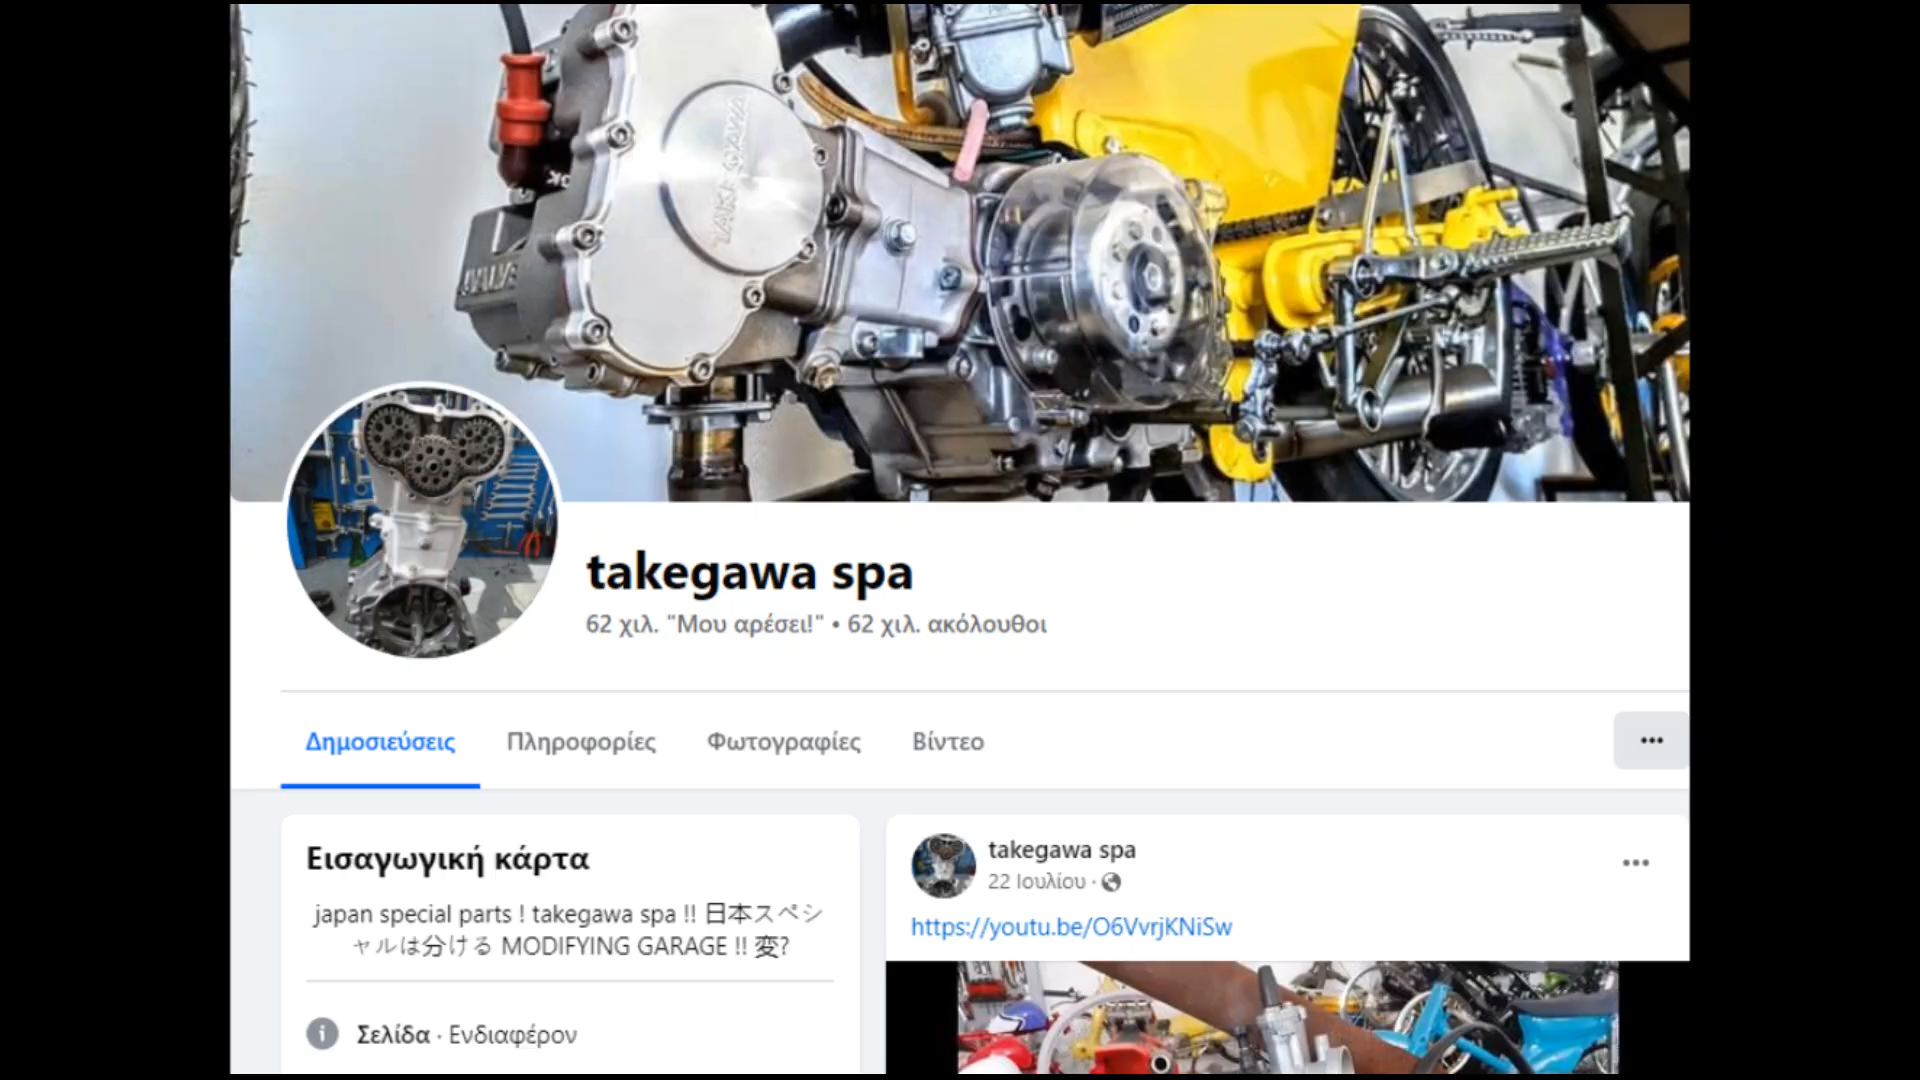 TAKEGAWA
takegawa spa
62 χιλ. "Μου αρέσει!" • 62 χιλ. ακόλουθοι
Δημοσιεύσεις
Πληροφορίες
Φωτογραφίες
Βίντεο
Εισαγωγική κάρτα
japan special parts ! takegawa spa !! 日本スペシ
ャルは分ける MODIFYING GARAGE !! 変?
Σελίδα · Ενδιαφέρον
takegawa spa
22 Ιουλίου ·
https://youtu.be/O6VvrjKNiSw